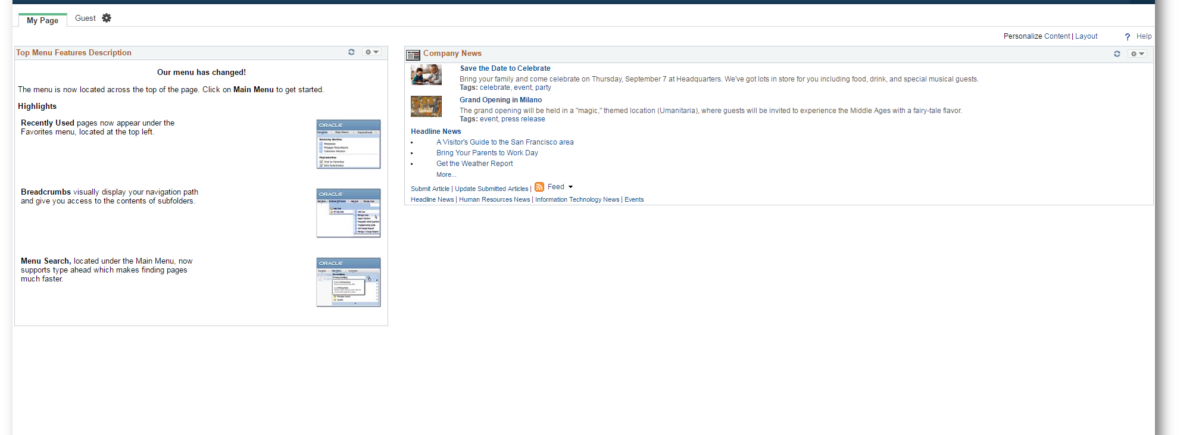 My Page
Guest
Personalize Content | Layout
? Help
Top Menu Features Description
Our menu has changed!
The menu is now located across the top of the page. Click on Main Menu to get started.
Highlights
Recently Used pages now appear under the
Favorites menu, located at the top left.
ORACLE
Breadcrumbs visually display your navigation path
and give you access to the contents of subfolders.
ORACLE
Menu Search, located under the Main Menu, now
supports type ahead which makes finding pages
much faster.
ORACLE
Company News
Save the Date to Celebrate
Bring your family and come celebrate on Thursday, September 7 at Headquarters. We've got lots in store for you including food, drink, and special musical guests.
Tags: celebrate, event, party
Grand Opening in Milano
The grand opening will be held in a "magic," themed location (Umanitaria), where guests will be invited to experience the Middle Ages with a fairy-tale flavor.
Tags: event, press release
Headline News
• A Visitor's Guide to the San Francisco area
• Bring Your Parents to Work Day
• Get the Weather Report
More...
Submit Article | Update Submitted Articles | Feed
Headline News | Human Resources News | Information Technology News | Events